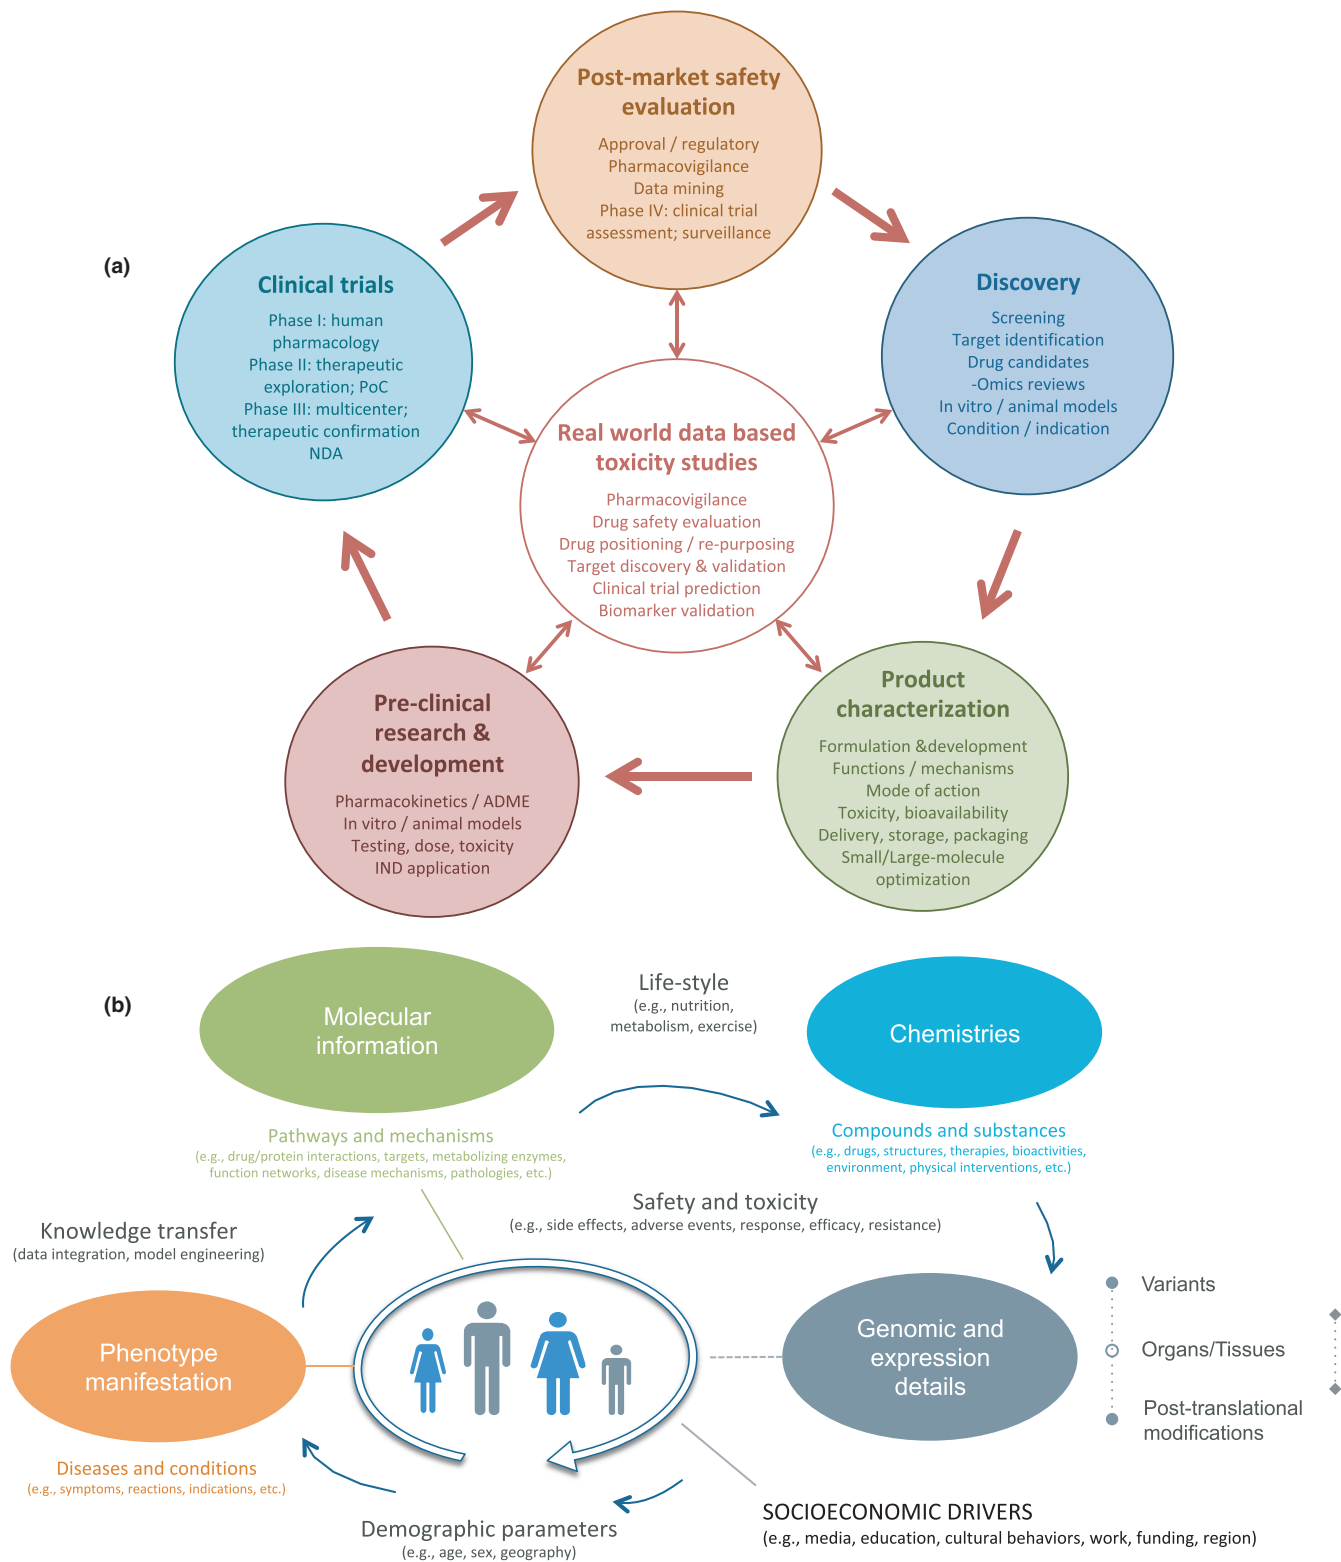 (a)
Post-market safety
evaluation
Approval / regulatory
Pharmacovigilance
Data mining
Phase IV: clinical trial
assessment; surveillance
Clinical trials
Phase I: human
pharmacology
Phase II: therapeutic
exploration; PoC
Phase III: multicenter;
therapeutic confirmation
NDA
Discovery
Screening
Target identification
Drug candidates
-Omics reviews
In vitro / animal models
Condition / indication
Real world data based
toxicity studies
Pharmacovigilance
Drug safety evaluation
Drug positioning / re-purposing
Target discovery & validation
Clinical trial prediction
Biomarker validation
Pre-clinical
research &
development
Pharmacokinetics / ADME
In vitro / animal models
Testing, dose, toxicity
IND application
Product
characterization
Formulation &development
Functions / mechanisms
Mode of action
Toxicity, bioavailability
Delivery, storage, packaging
Small/Large-molecule
optimization
(b)
Molecular
information
Life-style
(e.g., nutrition,
metabolism, exercise)
Chemistries
Pathways and mechanisms
(e.g., drug/protein interactions, targets, metabolizing enzymes,
function networks, disease mechanisms, pathologies, etc.)
Compounds and substances
(e.g., drugs, structures, therapies, bioactivities,
environment, physical interventions, etc.)
Safety and toxicity
(e.g., side effects, adverse events, response, efficacy, resistance)
Knowledge transfer
(data integration, model engineering)
Phenotype
manifestation
Genomic and
expression
details
Variants
Organs/Tissues
Post-translational
modifications
Diseases and conditions
(e.g., symptoms, reactions, indications, etc.)
Demographic parameters
(e.g., age, sex, geography)
SOCIOECONOMIC DRIVERS
(e.g., media, education, cultural behaviors, work, funding, region)